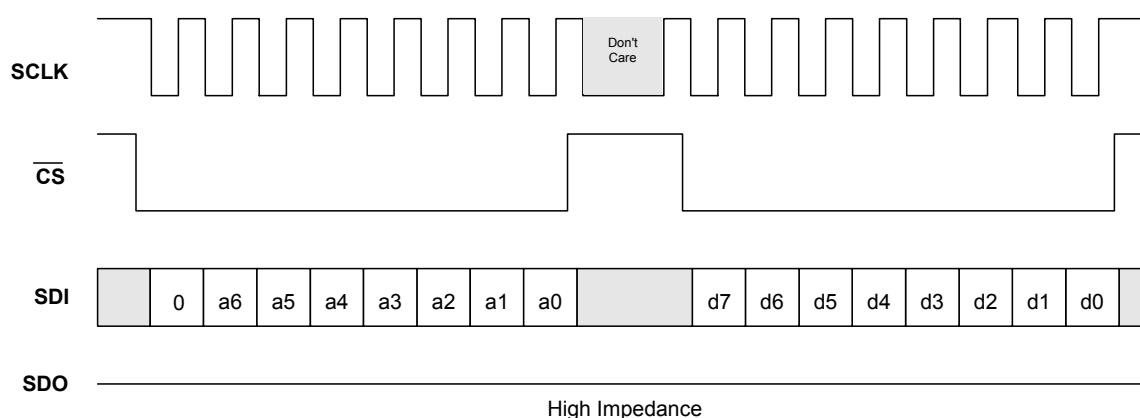 Don't
Care
SCLK
CS
SDI 0 a6 a5 a4 a3 a2 a1 a0 d7 d6 d5 d4 d3 d2 d1 d0
SDO
High Impedance